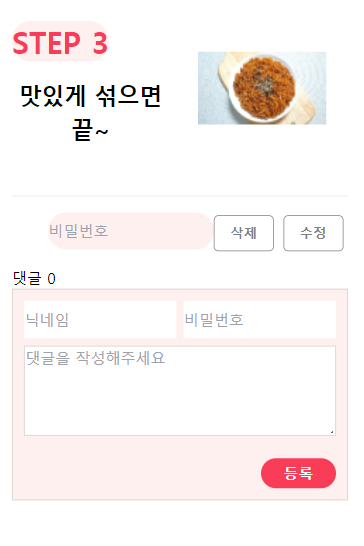 STEP 3
맛있게 섞으면
끝~
비밀번호
삭제
수정
댓글 0
닉네임
비밀번호
댓글을 작성해주세요
등록